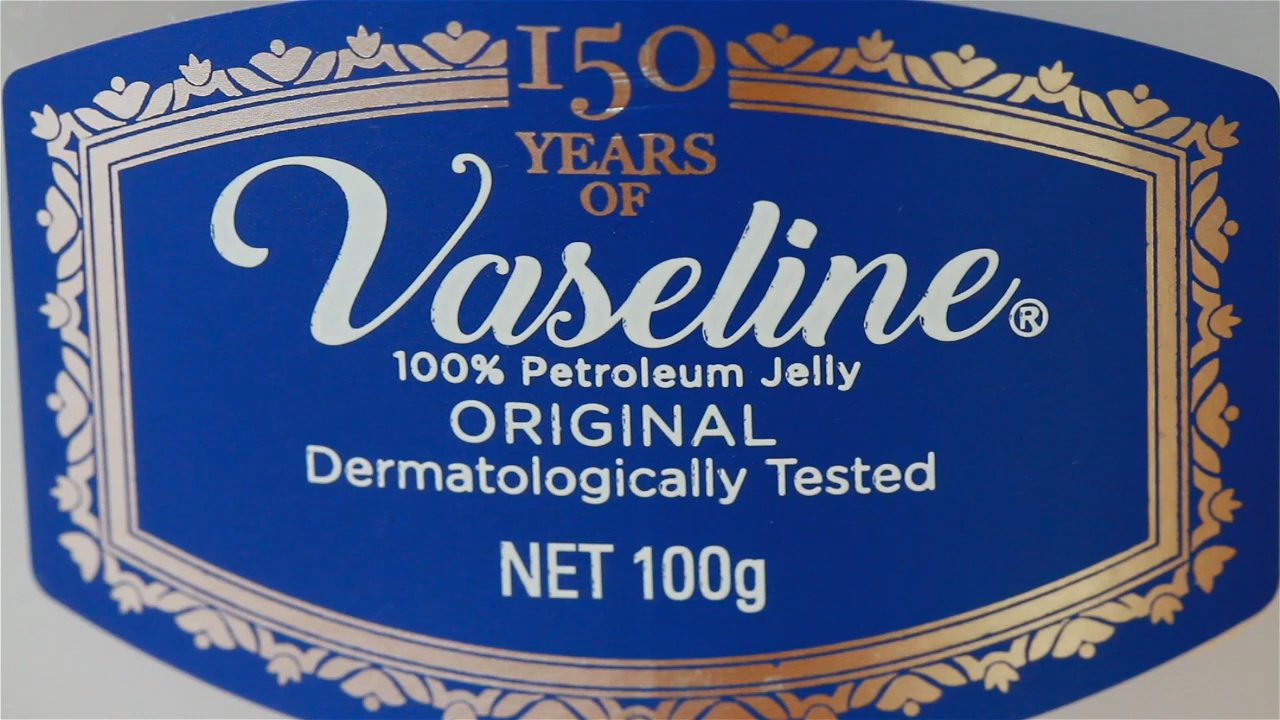 150
YEARS
OF
Vaseline®
100% Petroleum Jelly
ORIGINAL
Dermatologically Tested
NET 100g